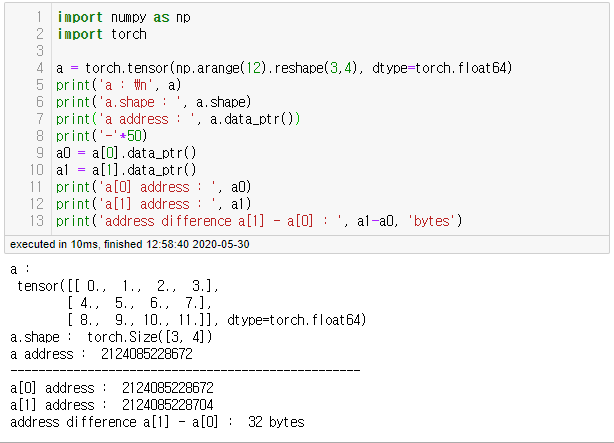 1 import numpy as np
2 import torch
3
4 a = torch.tensor(np.arange(12).reshape(3,4), dtype=torch.float64)
5 print('a : ₩n', a)
6 print('a.shape : ', a.shape)
7 print('a address : ', a.data_ptr())
8 print('-'*50)
9 a0 = a[0].data_ptr()
10 a1 = a[1].data_ptr()
11 print('a[0] address : ', a0)
12 print('a[1] address : ', a1)
13 print('address difference a[1] - a[0] : ', a1-a0, 'bytes')
executed in 10ms, finished 12:58:40 2020-05-30
a :
tensor([[ 0., 1., 2., 3.],
[ 4., 5., 6., 7.],
[ 8., 9., 10., 11.]], dtype=torch.float64)
a.shape : torch.Size([3, 4])
a address : 2124085228672
--------------------------------------------------
a[0] address : 2124085228672
a[1] address : 2124085228704
address difference a[1] - a[0] : 32 bytes